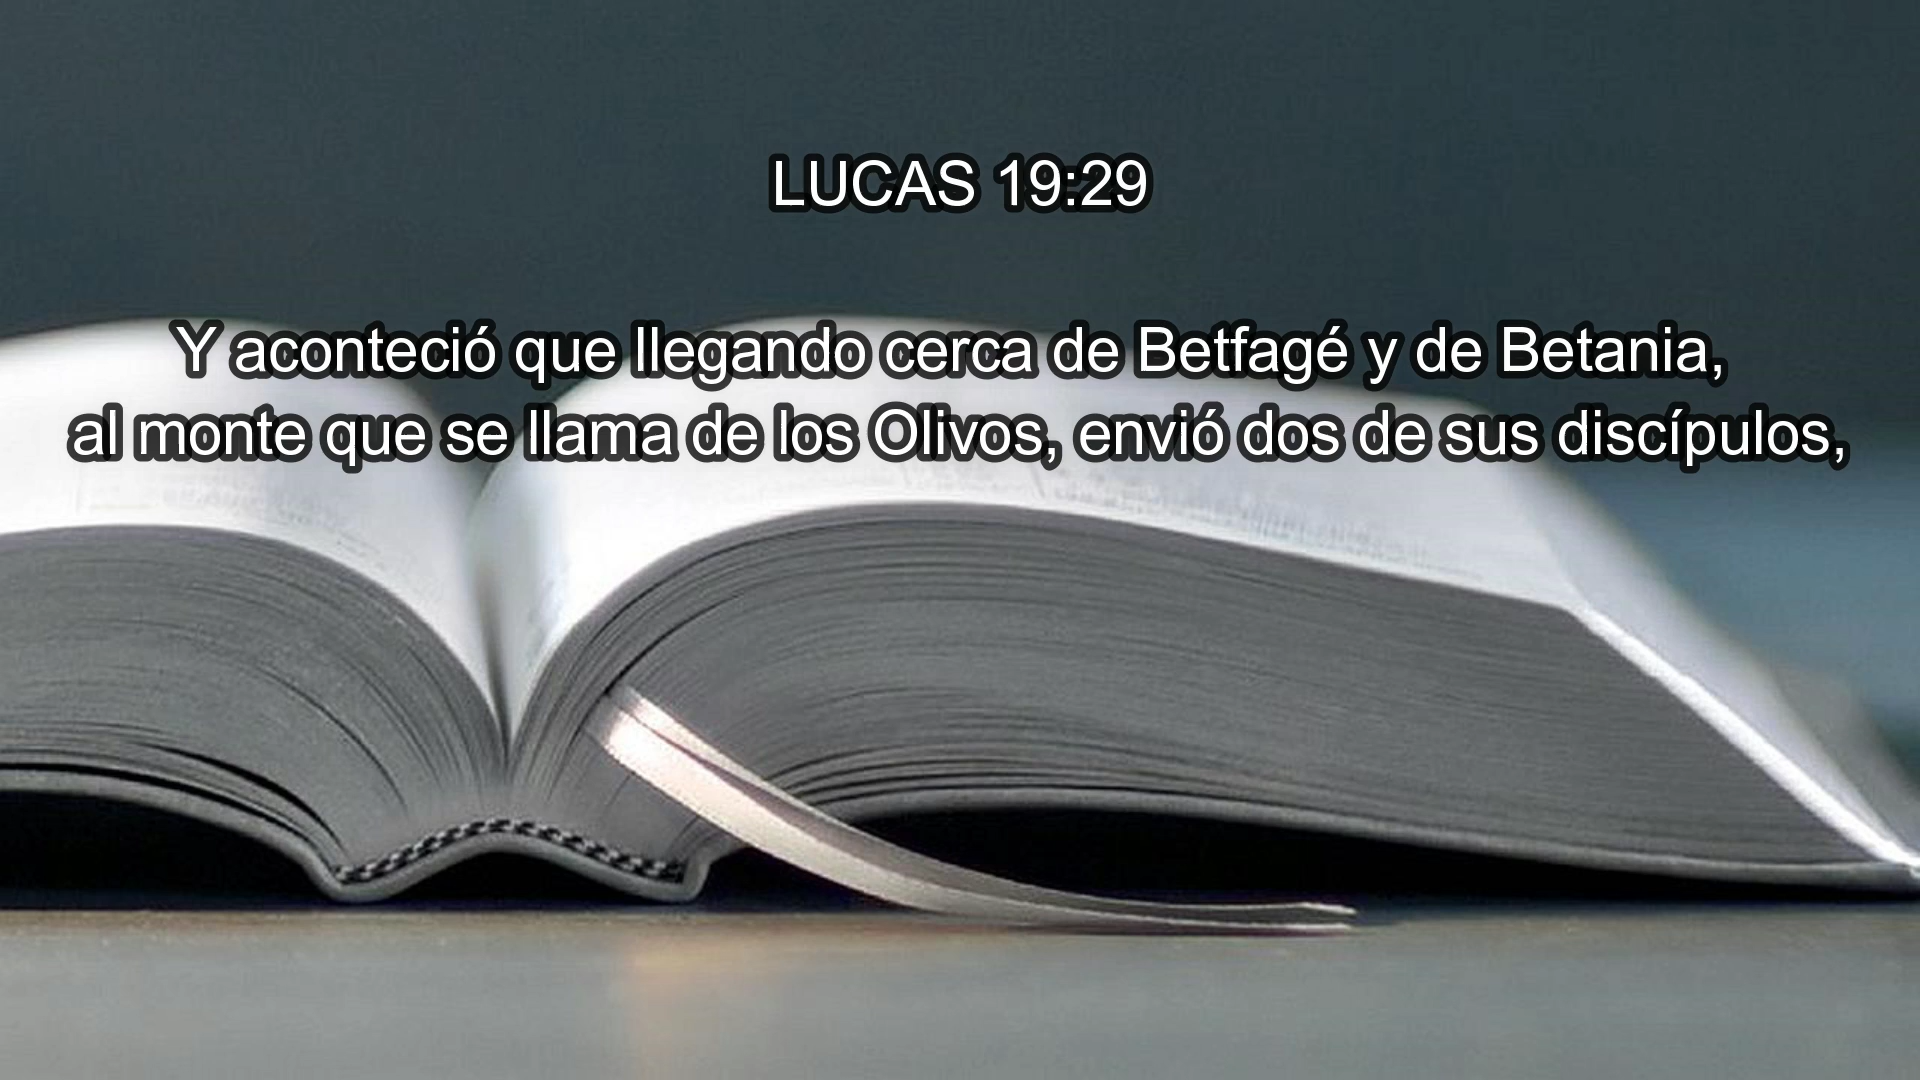 LUCAS 19:29
Y aconteció que llegando cerca de Betfagé y de Betania,
al monte que se llama de los Olivos, envió dos de sus discípulos,